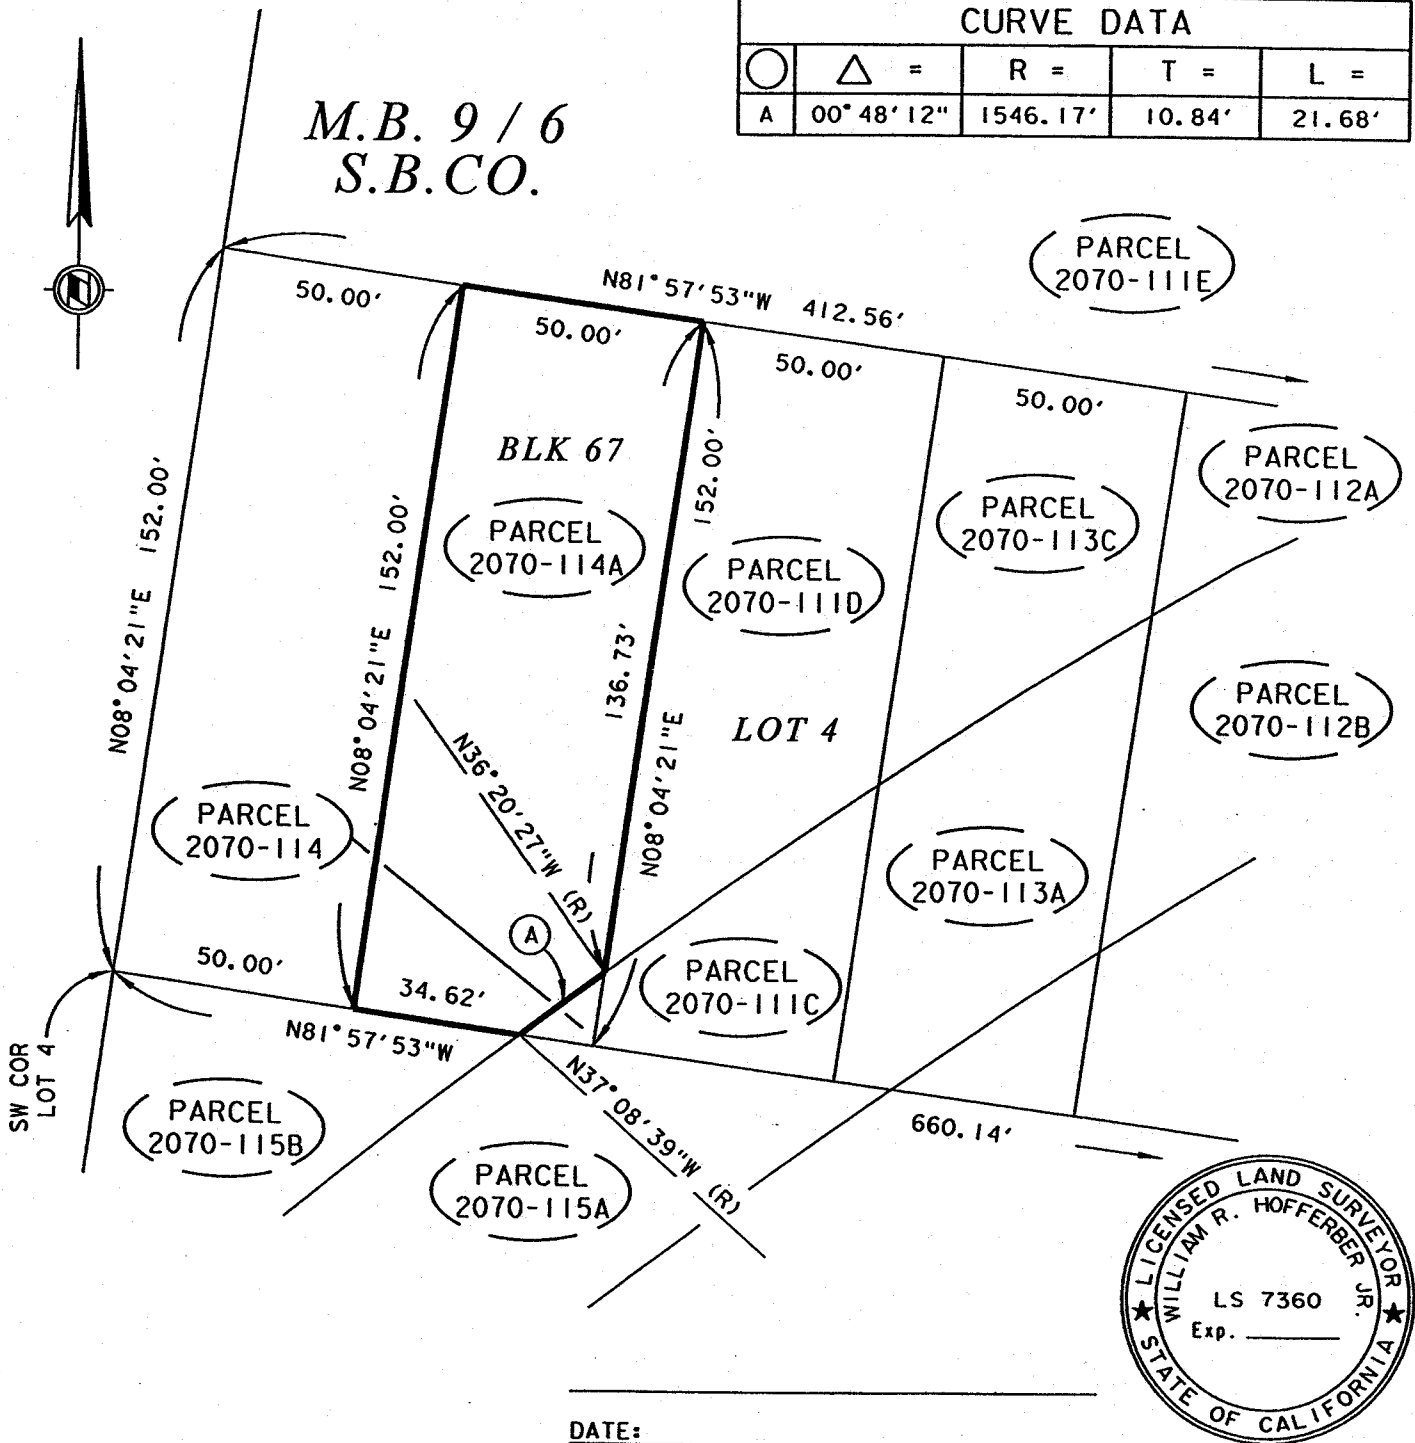 CURVE DATA
△ = R = T = L =
A 00°48'12" 1546.17' 10.84' 21.68'
M.B. 9 / 6
S.B.CO.
PARCEL
2070-111E
N81°57'53"W 412.56'
50.00'
50.00'
50.00'
50.00'
BLK 67
PARCEL
2070-114A
152.00'
PARCEL
2070-113C
PARCEL
2070-112A
N08°04'21"E 152.00'
N08°04'21"E 152.00'
136.73'
N08°04'21"E
PARCEL
2070-111D
LOT 4
PARCEL
2070-112B
N36°20'27"W (R)
PARCEL
2070-114
PARCEL
2070-113A
A
50.00'
34.62'
PARCEL
2070-111C
N81°57'53"W
SW COR
LOT 4
PARCEL
2070-115B
N37°08'39"W (R)
PARCEL
2070-115A
660.14'
LICENSED LAND SURVEYOR
WILLIAM R. HOFFERBER JR.
LS 7360
Exp.
STATE OF CALIFORNIA
DATE: